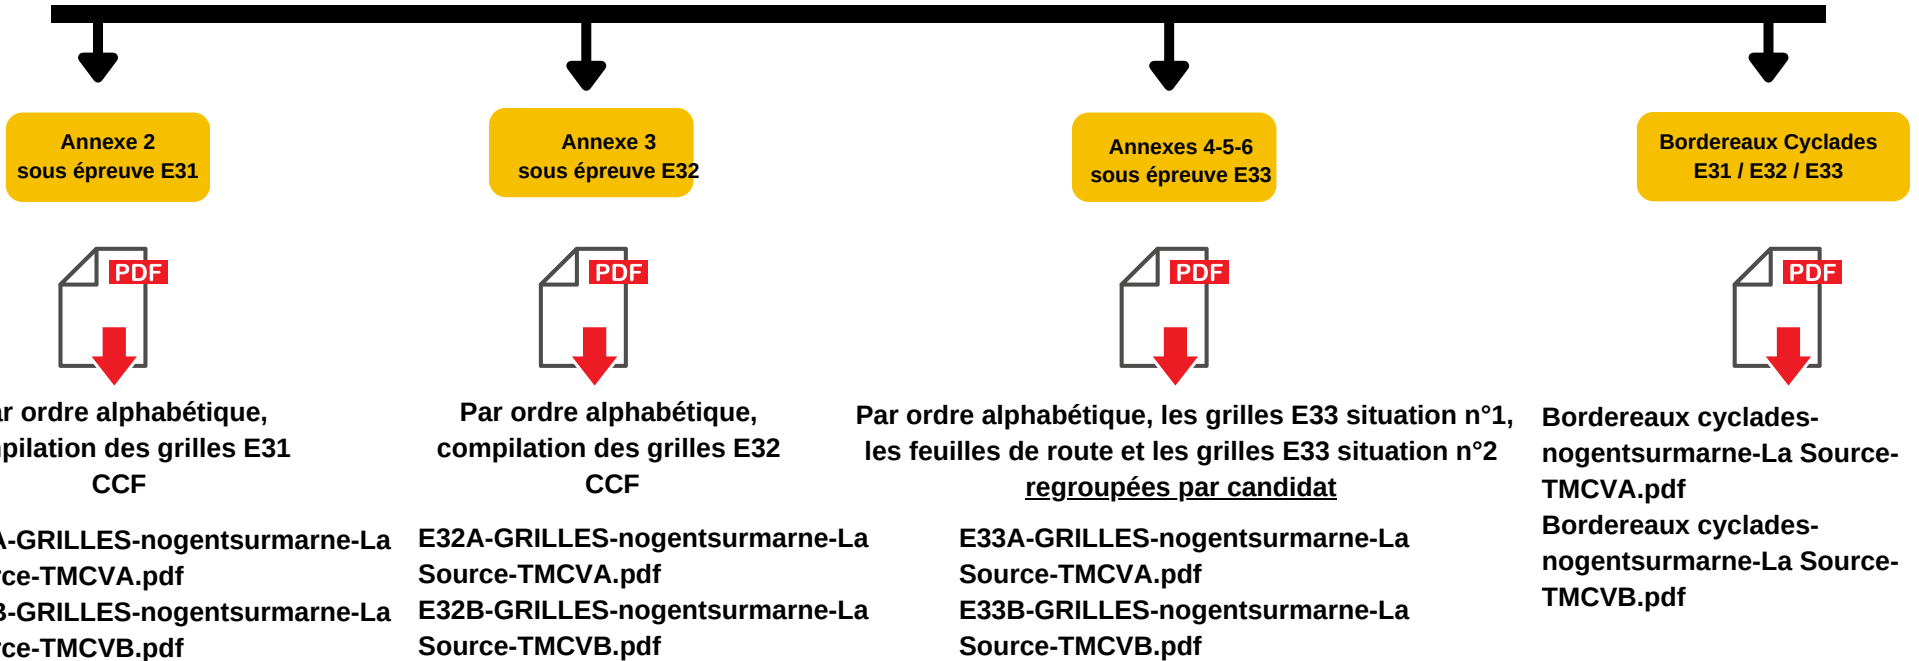 Annexe 2
sous épreuve E31
Annexe 3
sous épreuve E32
Annexes 4-5-6
sous épreuve E33
Bordereaux Cyclades
E31 / E32 / E33
PDF
PDF
PDF
PDF
ordre alphabétique,
des grilles E31
CCF
Par ordre alphabétique,
compilation des grilles E32
CCF
Par ordre alphabétique, les grilles E33 situation n°1,
les feuilles de route et les grilles E33 situation n°2
regroupées par candidat
Bordereaux cyclades-
nogentsurmarne-La Source-
TMCVA.pdf
Bordereaux cyclades-
nogentsurmarne-La Source-
TMCVB.pdf
A-GRILLES-nogentsurmarne-La
rce-TMCVA.pdf
-GRILLES-nogentsurmarne-La
rce-TMCVB.pdf
E32A-GRILLES-nogentsurmarne-La
Source-TMCVA.pdf
E32B-GRILLES-nogentsurmarne-La
Source-TMCVB.pdf
E33A-GRILLES-nogentsurmarne-La
Source-TMCVA.pdf
E33B-GRILLES-nogentsurmarne-La
Source-TMCVB.pdf